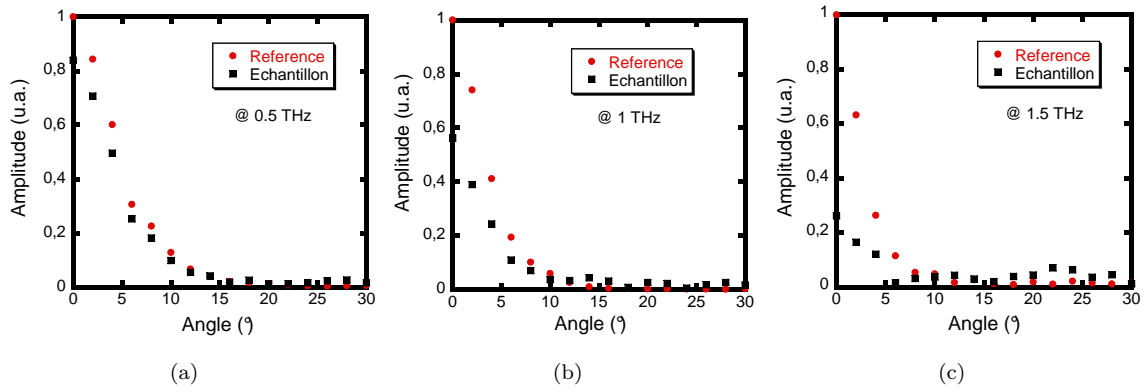 1
0,8
0,6
0,4
0,2
0
Amplitude (u.a.)
Reference
Echantillon
@ 0.5 THz
0 5 10 15 20 25 30
Angle (°)
(a)
1
0,8
0,6
0,4
0,2
0
Amplitude (u.a.)
Reference
Echantillon
@ 1 THz
0 5 10 15 20 25 30
Angle (°)
(b)
1
0,8
0,6
0,4
0,2
0
Amplitude (u.a.)
Reference
Echantillon
@ 1.5 THz
0 5 10 15 20 25 30
Angle (°)
(c)